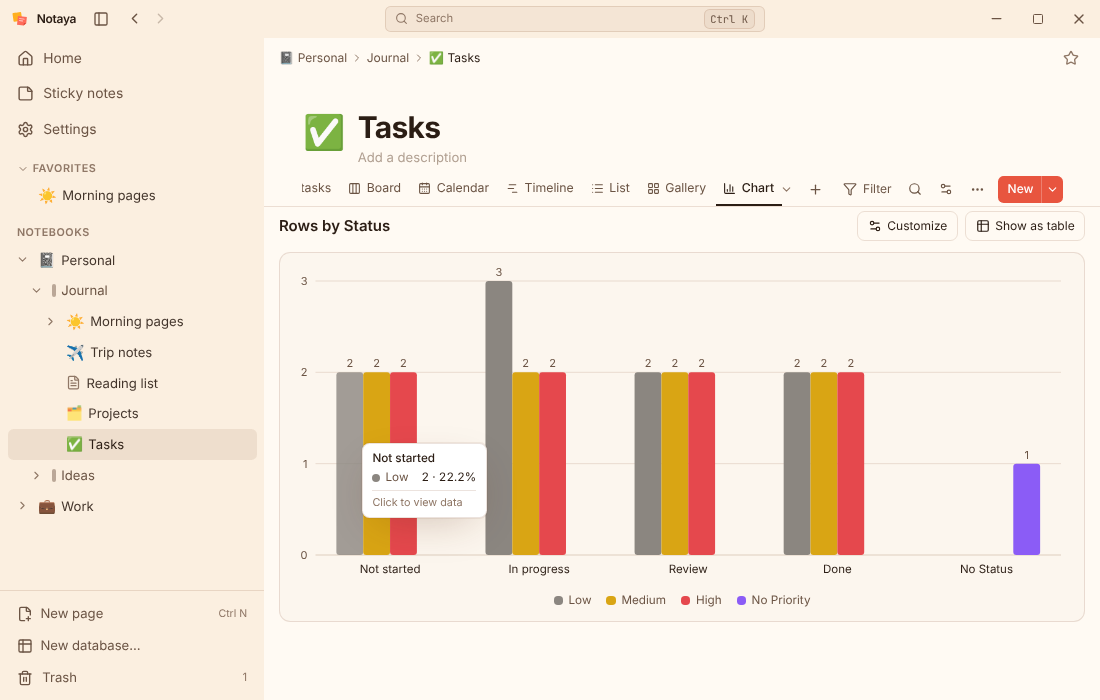 Notaya
Search
Ctrl K
Home
Sticky notes
Settings
FAVORITES
Morning pages
NOTEBOOKS
Personal
Journal
Morning pages
Trip notes
Reading list
Projects
Tasks
Ideas
Work
New page
Ctrl N
New database...
Trash
1
Personal
Journal
Tasks
Tasks
Add a description
tasks
Board
Calendar
Timeline
List
Gallery
Chart
Filter
New
Rows by Status
Customize
Show as table
3
2
1
0
2 2 2
3 2 2
2 2 2
2 2 2
1
Not started
Low 2 · 22.2%
Click to view data
Not started
In progress
Review
Done
No Status
Low
Medium
High
No Priority